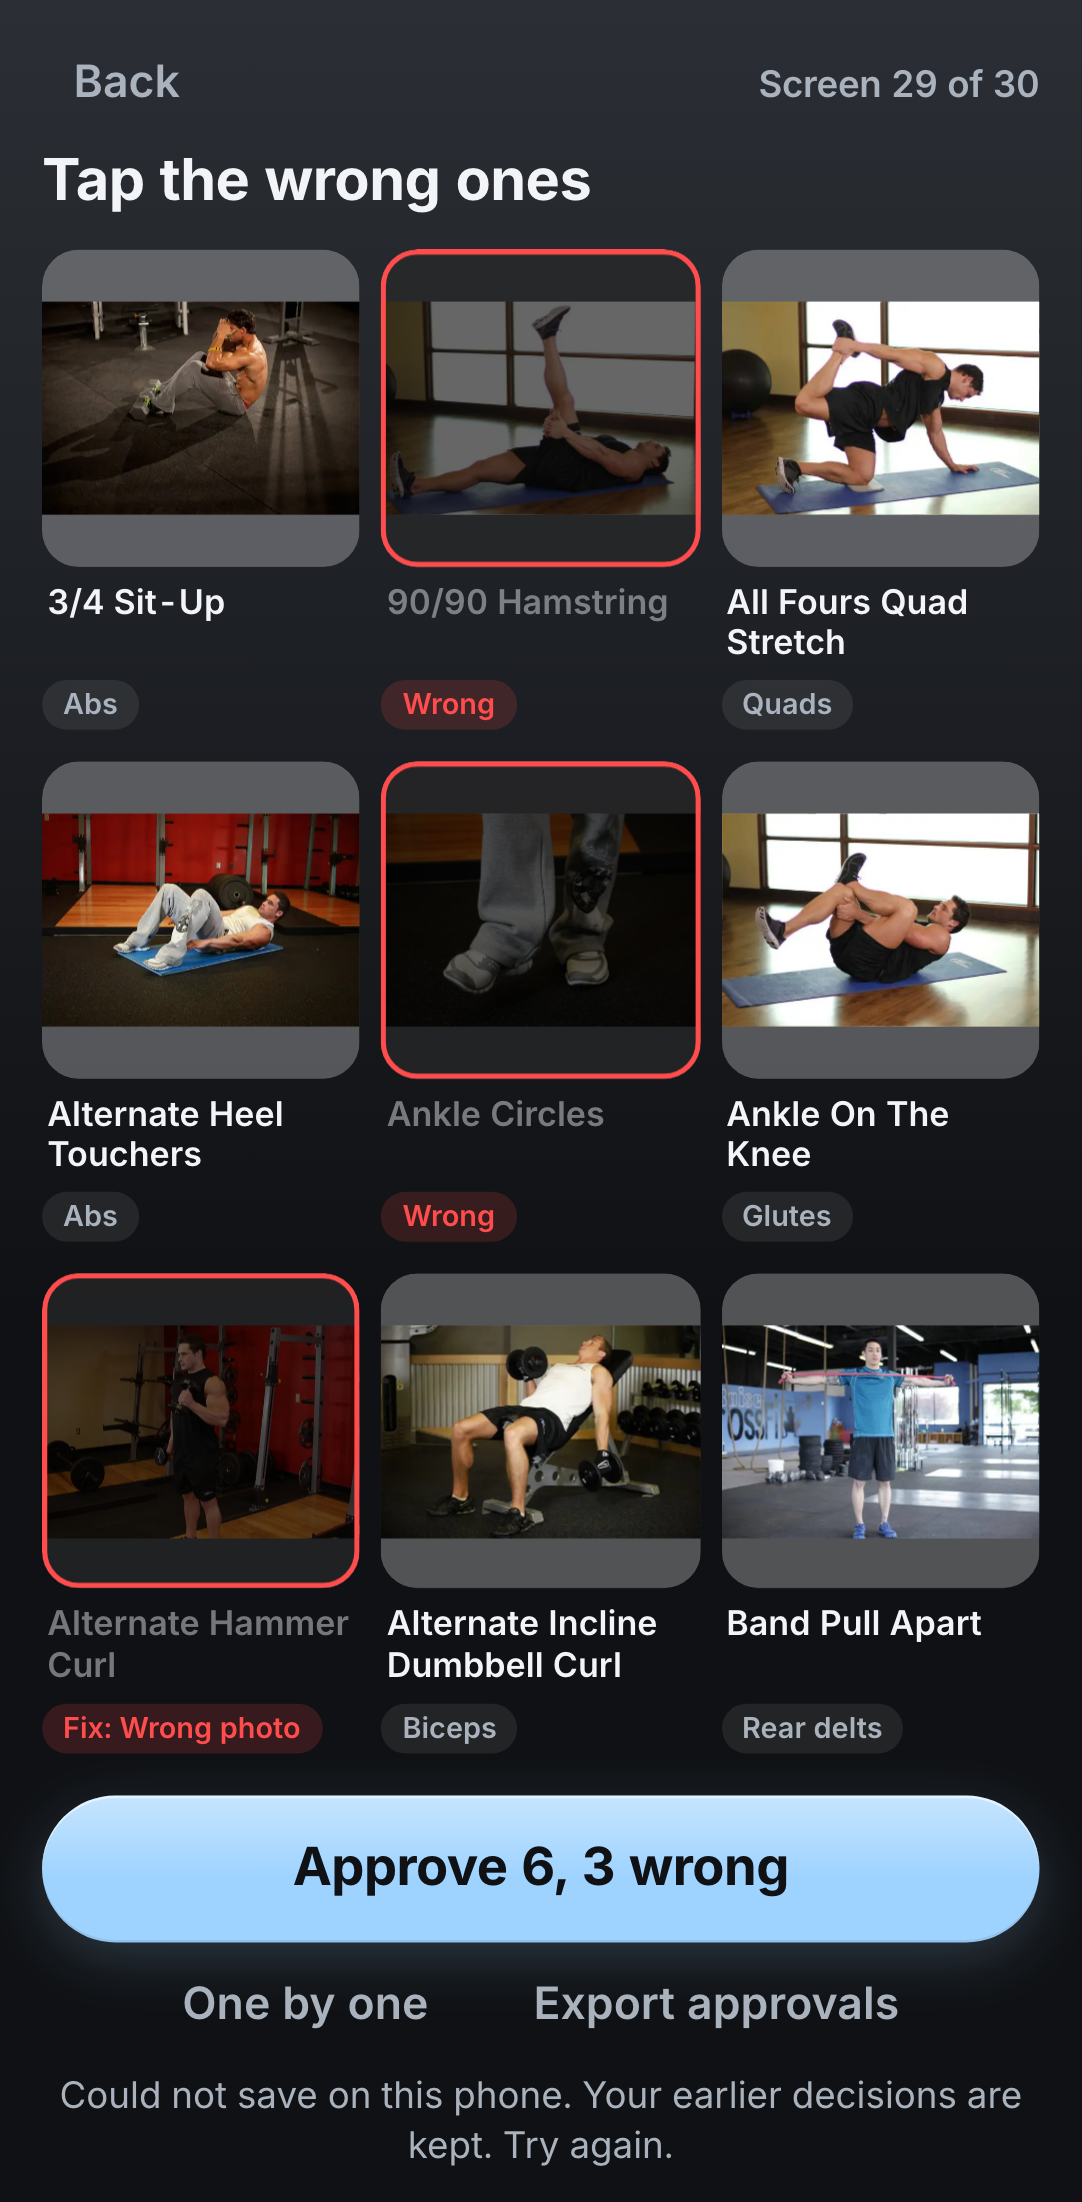 Back
Screen 29 of 30
Tap the wrong ones
3/4 Sit-Up
90/90 Hamstring
All Fours Quad
Stretch
Abs
Wrong
Quads
Alternate Heel
Touchers
Ankle Circles
Ankle On The
Knee
Abs
Wrong
Glutes
Alternate Hammer
Curl
Alternate Incline
Dumbbell Curl
Band Pull Apart
Fix: Wrong photo
Biceps
Rear delts
Approve 6, 3 wrong
One by one
Export approvals
Could not save on this phone. Your earlier decisions are
kept. Try again.